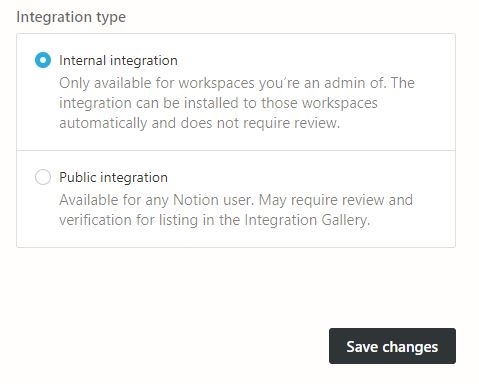 Integration type
Internal integration
Only available for workspaces you're an admin of. The
integration can be installed to those workspaces
automatically and does not require review.
Public integration
Available for any Notion user. May require review and
verification for listing in the Integration Gallery.
Save changes